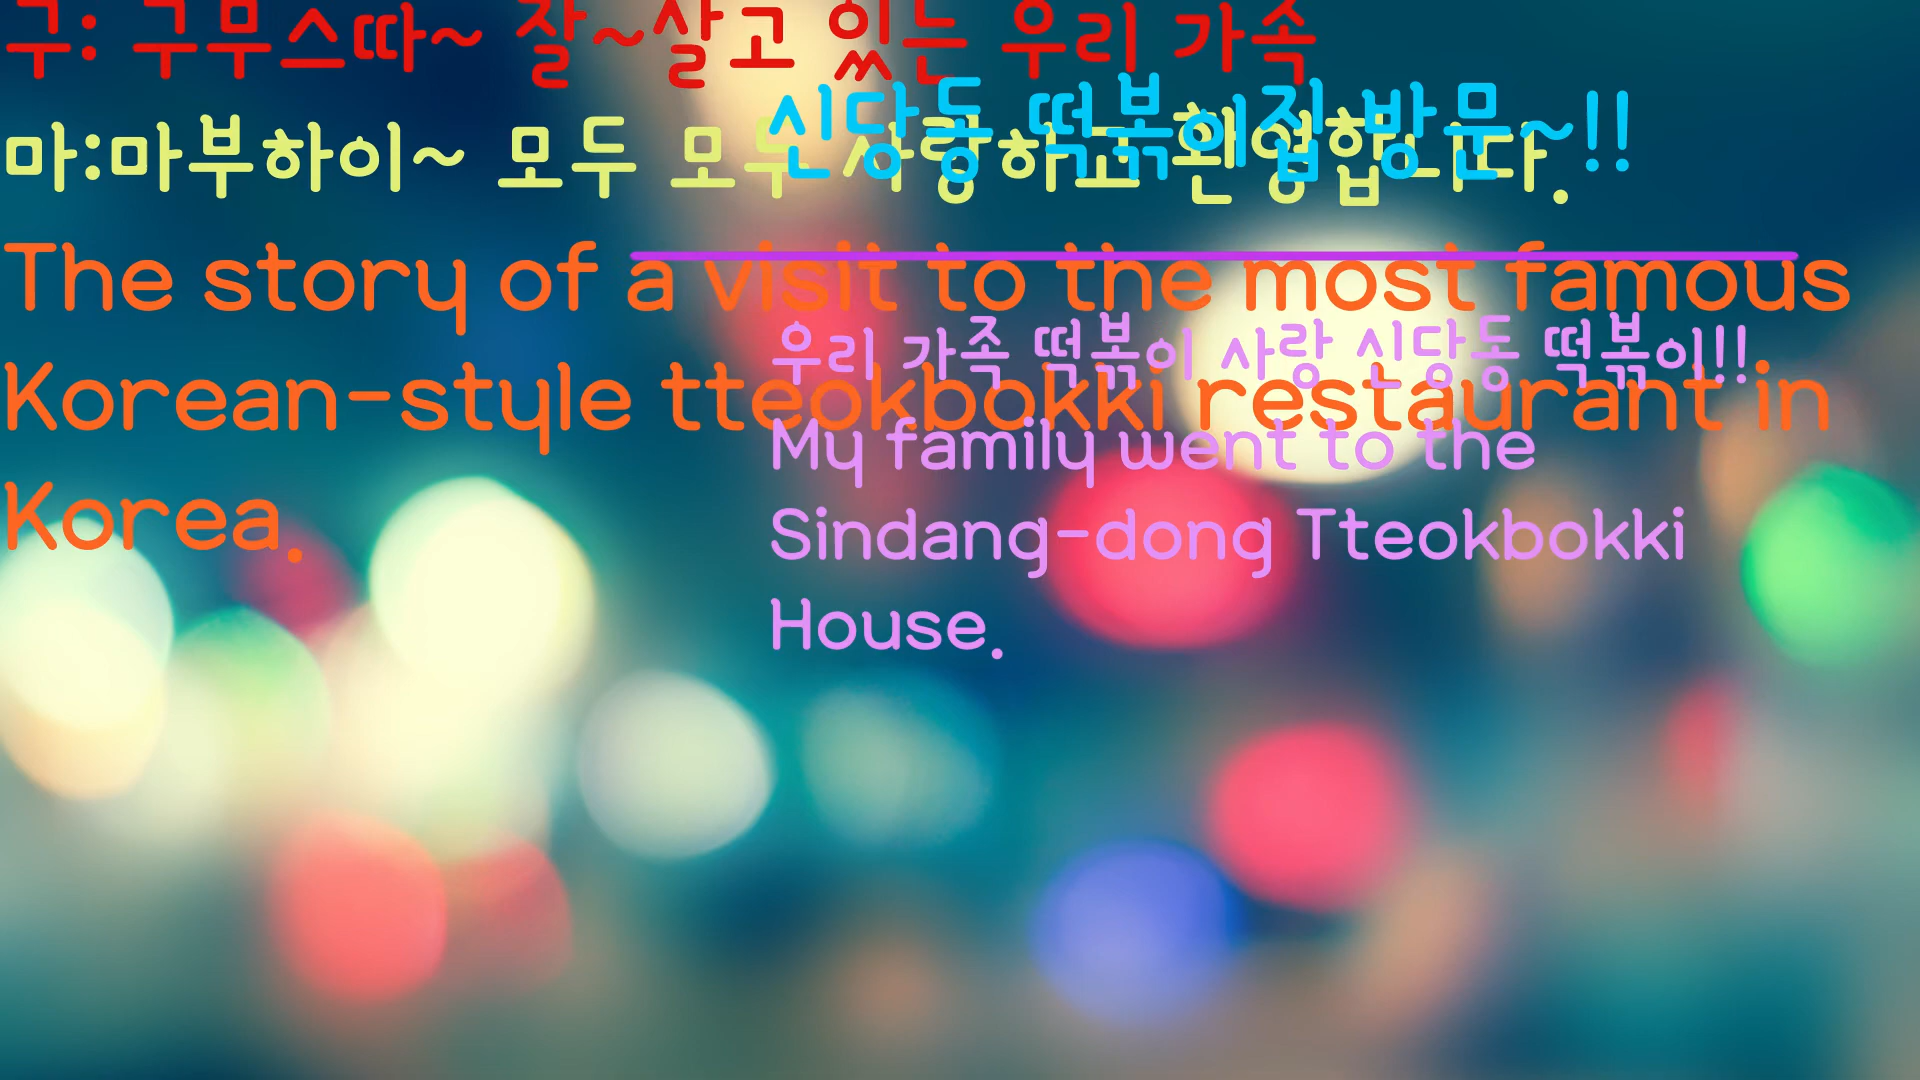 구: 구무스따~ 잘~살고 있는 우리 가족
신당동 떡볶이집 방문~!!
마:마부하이~ 모두 모두 사랑하고 환영합니다.
The story of a visit to the most famous
Korean-style tteokbokki restaurant in
Korea.
우리 가족 떡볶이 사랑 신당동 떡볶이!!
My family went to the
Sindang-dong Tteokbokki
House.